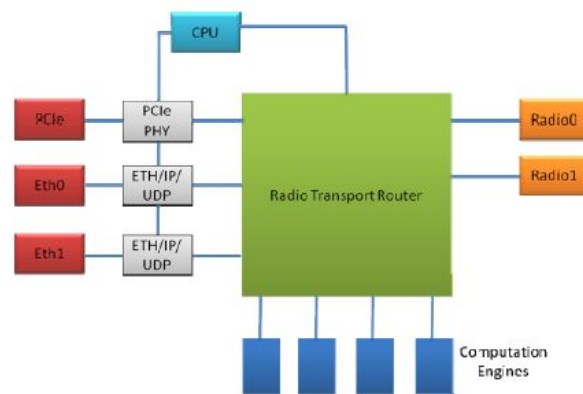 CPU
PCIe
PCIe
PHY
Radio0
Eth0
ETH/IP/
UDP
Radio Transport Router
Radio1
Eth1
ETH/IP/
UDP
Computation
Engines